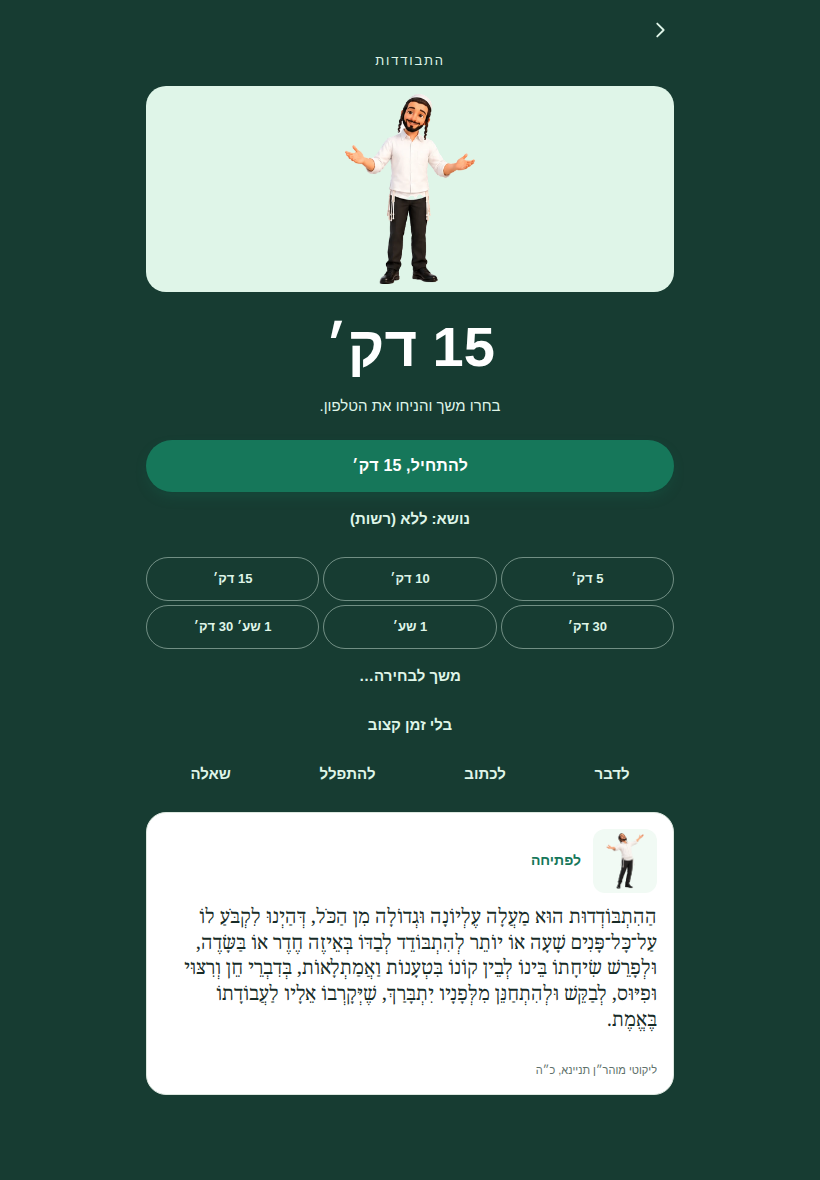 התבודדות
15 דק׳
בחרו משך והניחו את הטלפון.
להתחיל, 15 דק׳
נושא: ללא (רשות)
5 דק׳
10 דק׳
15 דק׳
30 דק׳
1 שע׳
1 שע׳ 30 דק׳
משך לבחירה...
בלי זמן קצוב
לדבר
לכתוב
להתפלל
שאלה
לפתיחה
הַהִתְבּוֹדְדוּת הוּא מַעֲלָה עֶלְיוֹנָה וּגְדוֹלָה מִן הַכֹּל, דְּהַיְנוּ לִקְבֹּעַ לוֹ
עַל־כָּל־פָּנִים שָׁעָה אוֹ יוֹתֵר לְהִתְבּוֹדֵד לְבַדּוֹ בְּאֵיזֶה חֶדֶר אוֹ בַּשָּׂדֶה,
וּלְפָרֵשׁ שִׂיחָתוֹ בֵּינוֹ לְבֵין קוֹנוֹ בִּטְעָנוֹת וַאֲמַתְלָאוֹת, בְּדִבְרֵי חֵן וְרִצּוּי
וּפִיּוּס, לְבַקֵּשׁ וּלְהִתְחַנֵּן מִלְּפָנָיו יִתְבָּרַךְ, שֶׁיְּקָרְבוֹ אֵלָיו לַעֲבוֹדָתוֹ
בֶּאֱמֶת.
ליקוטי מוהר״ן תניינא, כ״ה